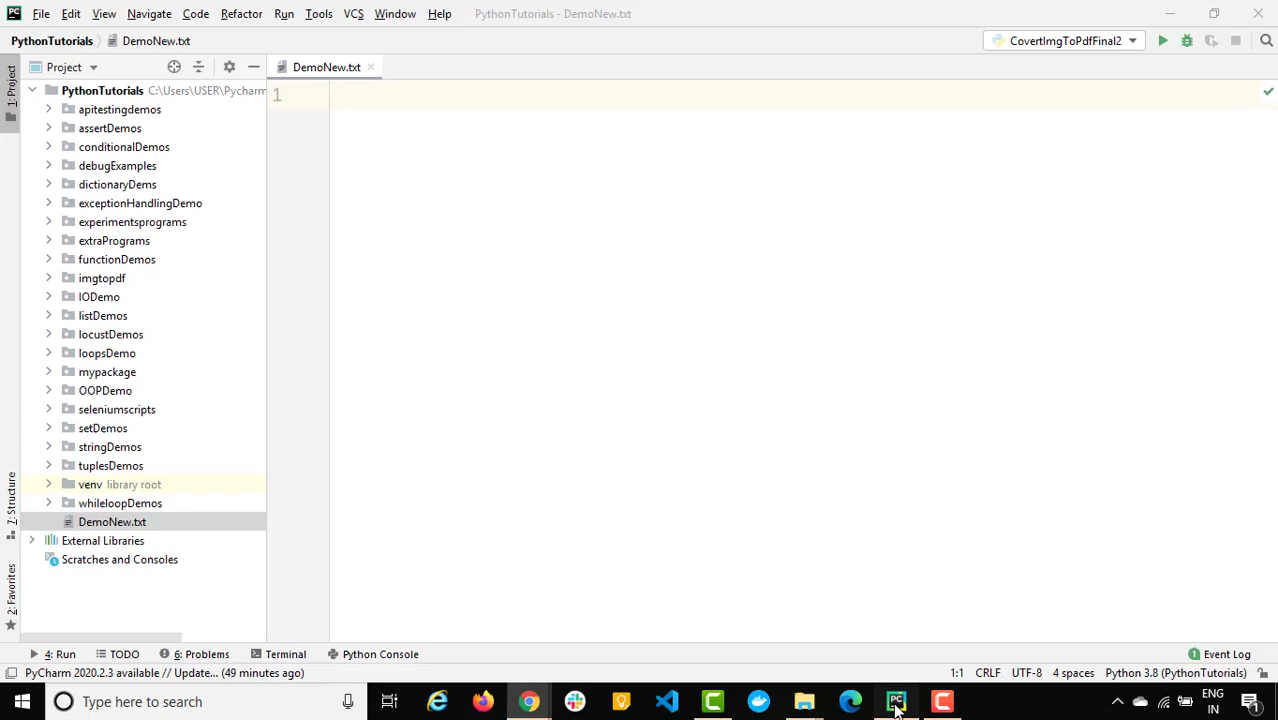 PC File Edit View Navigate Code Refactor Run Tools VCS Window Help PythonTutorials - DemoNew.txt
PythonTutorials DemoNew.txt CovertImgToPdfFinal2
1: Project
Project
DemoNew.txt
1
PythonTutorials C:\Users\USER\Pycharm
apitestingdemos
assertDemos
conditionalDemos
debugExamples
dictionaryDems
exceptionHandlingDemo
experimentsprograms
extraPrograms
functionDemos
imgtopdf
IODemo
listDemos
locustDemos
loopsDemo
mypackage
OOPDemo
seleniumscripts
setDemos
stringDemos
tuplesDemos
venv library root
whileloopDemos
DemoNew.txt
External Libraries
Scratches and Consoles
7: Structure
2: Favorites
4: Run TODO 6: Problems Terminal Python Console 1 Event Log
PyCharm 2020.2.3 available // Update... (49 minutes ago) 1:1 CRLF UTF-8 4 spaces Python 3.8 (PythonTutorials)
Type here to search PC ENG
IN 1